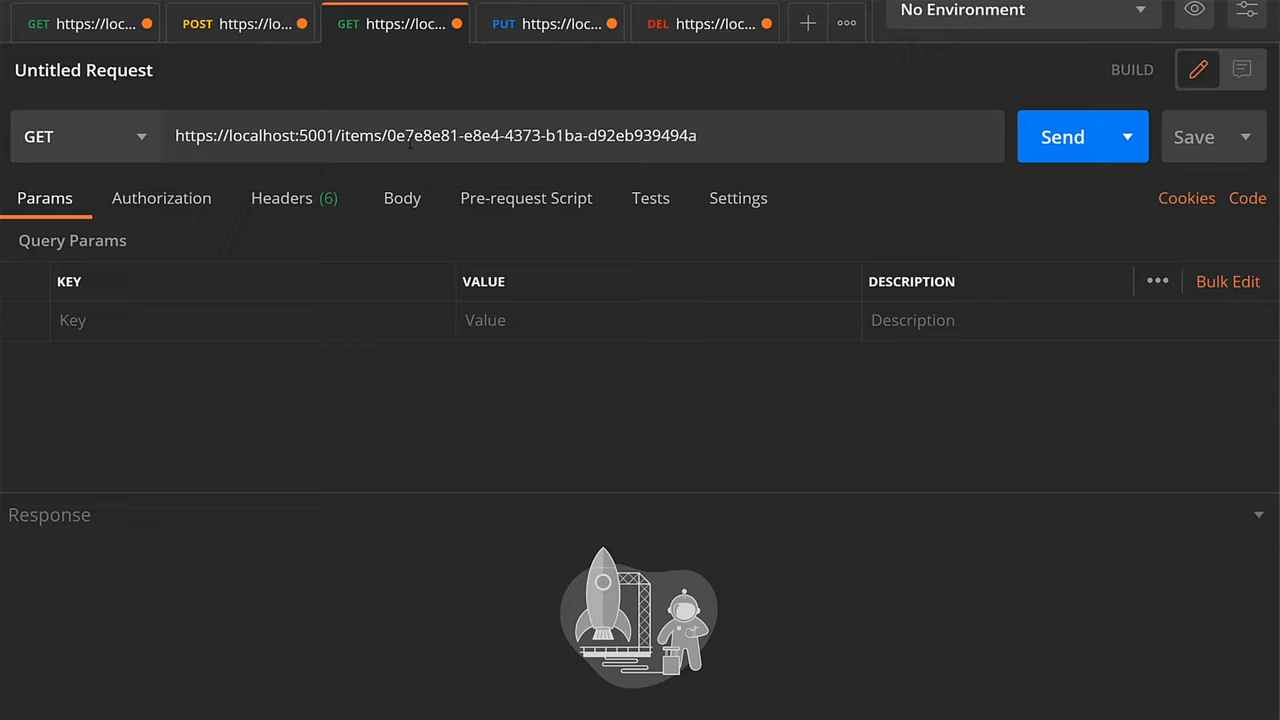 GET https://loc... POST https://lo... GET https://loc... PUT https://loc... DEL https://loc... No Environment
Untitled Request BUILD
GET https://localhost:5001/items/0e7e8e81-e8e4-4373-b1ba-d92eb939494a Send Save
Params Authorization Headers (6) Body Pre-request Script Tests Settings Cookies Code
Query Params
KEY VALUE DESCRIPTION Bulk Edit
Key Value Description
Response